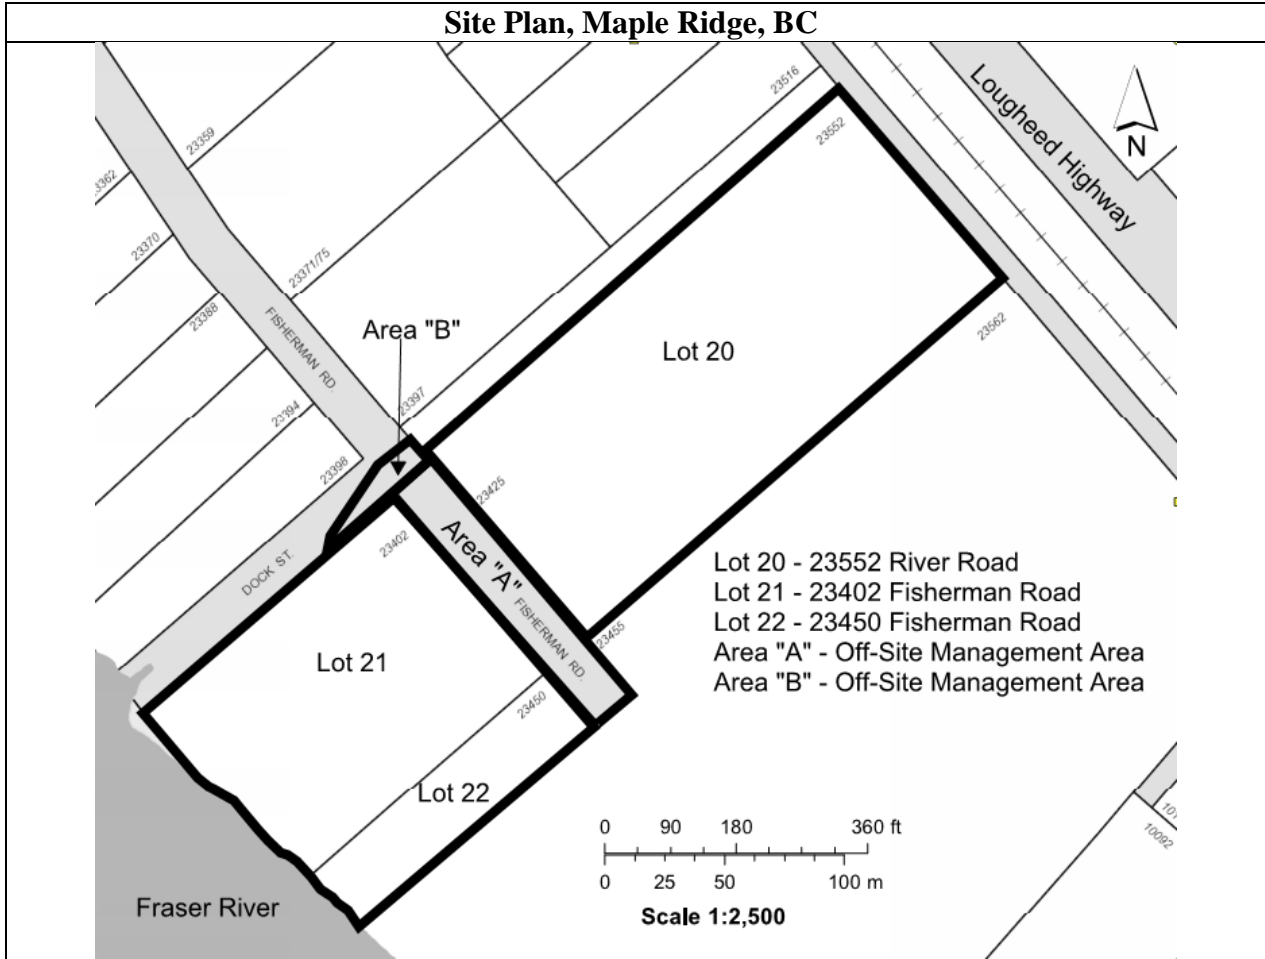 Site Plan, Maple Ridge, BC
23516
23552
Lougheed Highway
N
23359
23370
23371/75
23388
FISHERMAN RD.
Area "B"
Lot 20
23562
23397
23394
23398
23425
23402
Area "A"
FISHERMAN RD.
DOCK ST.
23455
Lot 20 - 23552 River Road
Lot 21 - 23402 Fisherman Road
Lot 22 - 23450 Fisherman Road
Area "A" - Off-Site Management Area
Area "B" - Off-Site Management Area
Lot 21
23450
Lot 22
10092
0 90 180 360 ft
0 25 50 100 m
Scale 1:2,500
Fraser River